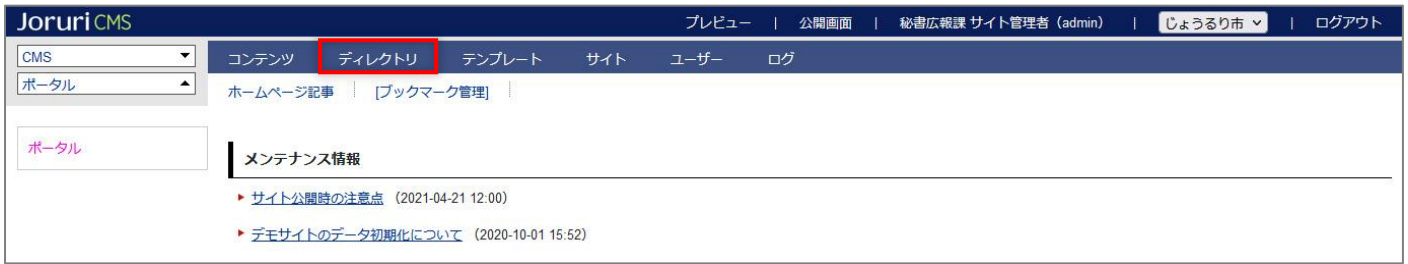 Joruri CMS プレビュー | 公開画面 | 秘書広報課 サイト管理者（admin） | じょうるり市 | ログアウト
CMS コンテンツ ディレクトリ テンプレート サイト ユーザー ログ
ポータル ホームページ記事 [ブックマーク管理]
ポータル
メンテナンス情報
サイト公開時の注意点 （2021-04-21 12:00）
デモサイトのデータ初期化について （2020-10-01 15:52）